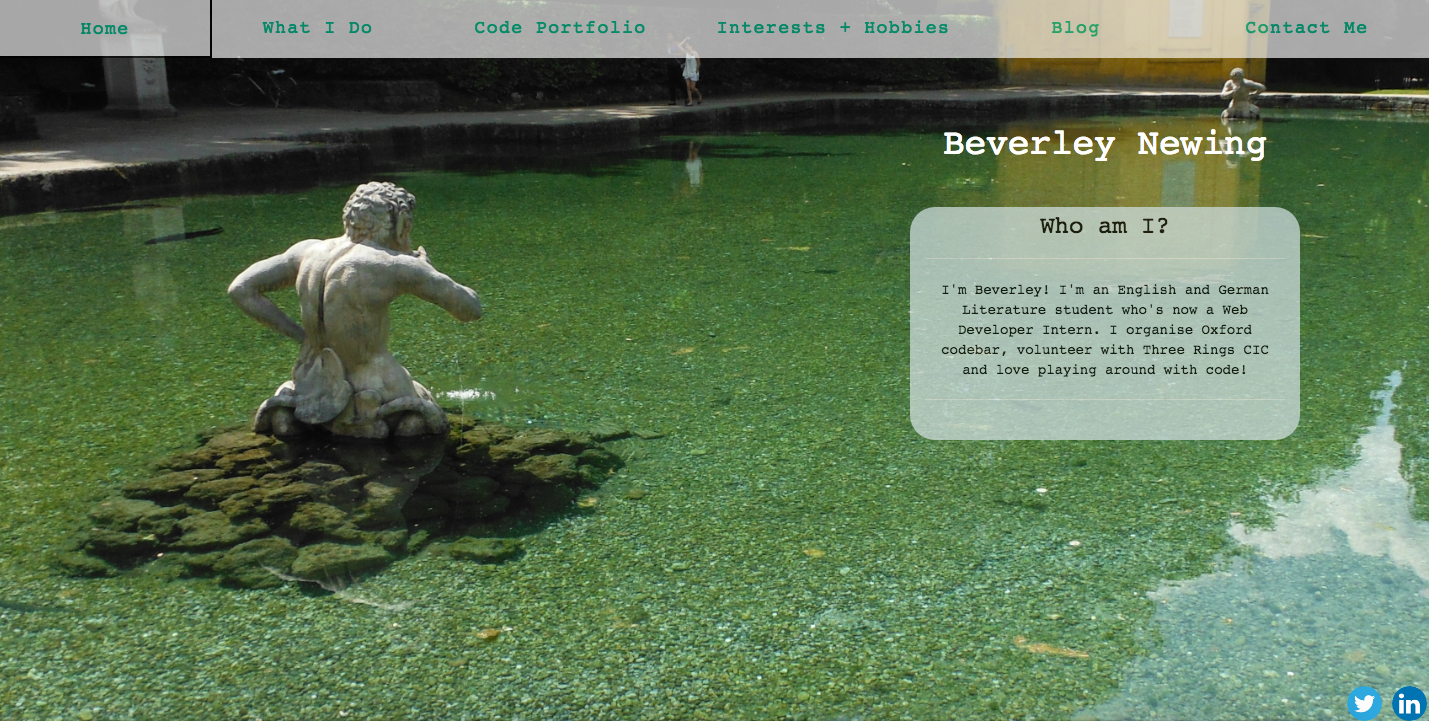 Home What I Do Code Portfolio Interests + Hobbies Blog Contact Me
Beverley Newing
Who am I?
I'm Beverley! I'm an English and German
Literature student who's now a Web
Developer Intern. I organise Oxford
codebar, volunteer with Three Rings CIC
and love playing around with code!
in